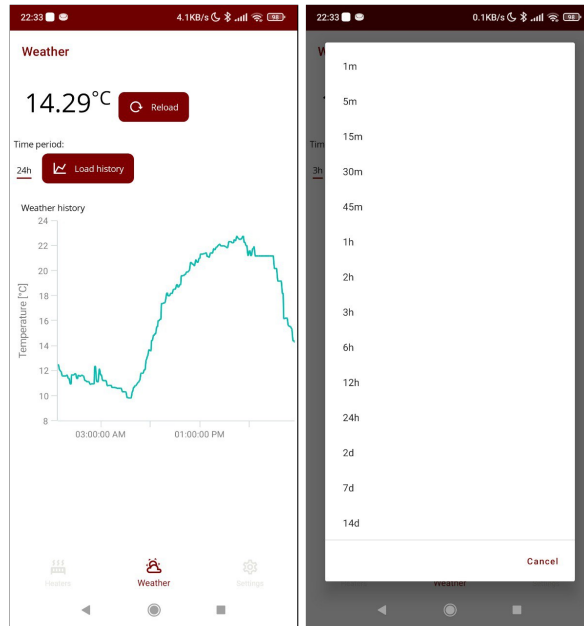 22:33 4.1KB/s 98
Weather
14.29°C Reload
Time period:
24h Load history
Weather history
Temperature [°C]
24
22
20
18
16
14
12
10
8
03:00:00 AM 01:00:00 PM
Heaters Weather Settings
22:33 0.1KB/s 98
W
Tim
3h
1m
5m
15m
30m
45m
1h
2h
3h
6h
12h
24h
2d
7d
14d
Cancel
Weather